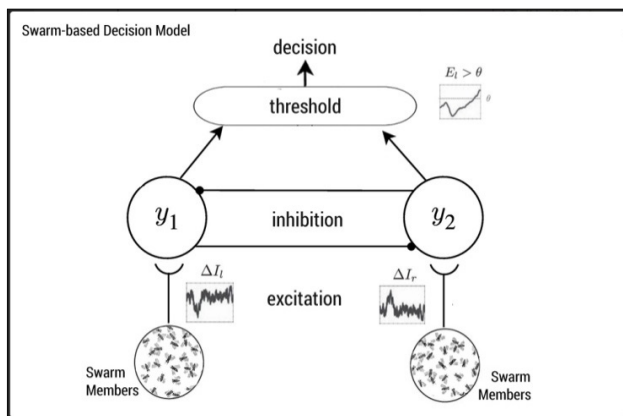 Swarm-based Decision Model
decision
E_l > θ
θ
threshold
y_1
inhibition
y_2
ΔI_l
ΔI_r
excitation
Swarm
Members
Swarm
Members